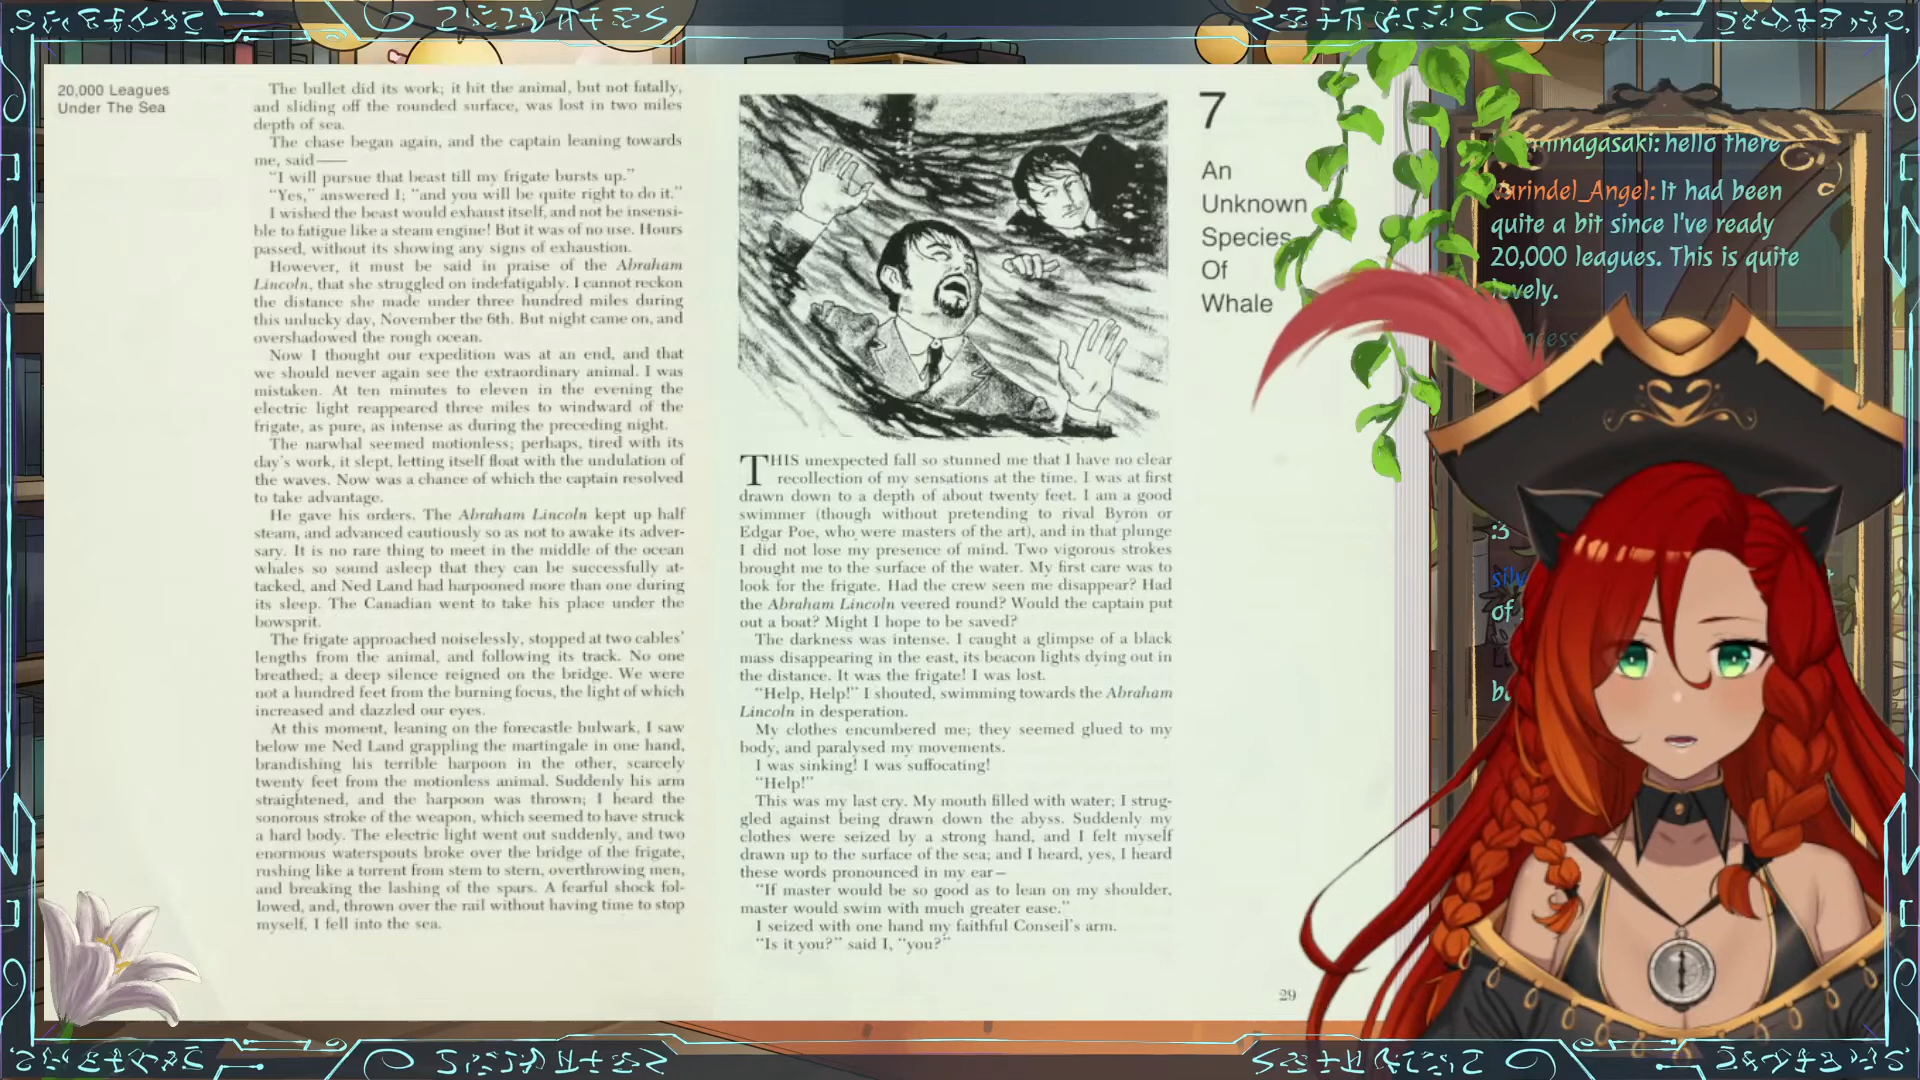 20,000 Leagues
Under The Sea
The bullet did its work; it hit the animal, but not fatally,
and sliding off the rounded surface, was lost in two miles
depth of sea.
The chase began again, and the captain leaning towards
me, said——
“I will pursue that beast till my frigate bursts up.”
“Yes,” answered I; “and you will be quite right to do it.”
I wished the beast would exhaust itself, and not be insensi-
ble to fatigue like a steam engine! But it was of no use. Hours
passed, without its showing any signs of exhaustion.
However, it must be said in praise of the Abraham
Lincoln, that she struggled on indefatigably. I cannot reckon
the distance she made under three hundred miles during
this unlucky day, November the 6th. But night came on, and
overshadowed the rough ocean.
Now I thought our expedition was at an end, and that
we should never again see the extraordinary animal. I was
mistaken. At ten minutes to eleven in the evening the
electric light reappeared three miles to windward of the
frigate, as pure, as intense as during the preceding night.
The narwhal seemed motionless; perhaps, tired with its
day's work, it slept, letting itself float with the undulation of
the waves. Now was a chance of which the captain resolved
to take advantage.
He gave his orders. The Abraham Lincoln kept up half
steam, and advanced cautiously so as not to awake its adver-
sary. It is no rare thing to meet in the middle of the ocean
whales so sound asleep that they can be successfully at-
tacked, and Ned Land had harpooned more than one during
its sleep. The Canadian went to take his place under the
bowsprit.
The frigate approached noiselessly, stopped at two cables'
lengths from the animal, and following its track. No one
breathed; a deep silence reigned on the bridge. We were
not a hundred feet from the burning focus, the light of which
increased and dazzled our eyes.
At this moment, leaning on the forecastle bulwark, I saw
below me Ned Land grappling the martingale in one hand,
brandishing his terrible harpoon in the other, scarcely
twenty feet from the motionless animal. Suddenly his arm
straightened, and the harpoon was thrown; I heard the
sonorous stroke of the weapon, which seemed to have struck
a hard body. The electric light went out suddenly, and two
enormous waterspouts broke over the bridge of the frigate,
rushing like a torrent from stem to stern, overthrowing men,
and breaking the lashing of the spars. A fearful shock fol-
lowed, and, thrown over the rail without having time to stop
myself, I fell into the sea.
7
An
Unknown
Species
Of
Whale
THIS unexpected fall so stunned me that I have no clear
recollection of my sensations at the time. I was at first
drawn down to a depth of about twenty feet. I am a good
swimmer (though without pretending to rival Byron or
Edgar Poe, who were masters of the art), and in that plunge
I did not lose my presence of mind. Two vigorous strokes
brought me to the surface of the water. My first care was to
look for the frigate. Had the crew seen me disappear? Had
the Abraham Lincoln veered round? Would the captain put
out a boat? Might I hope to be saved?
The darkness was intense. I caught a glimpse of a black
mass disappearing in the east, its beacon lights dying out in
the distance. It was the frigate! I was lost.
“Help, Help!” I shouted, swimming towards the Abraham
Lincoln in desperation.
My clothes encumbered me; they seemed glued to my
body, and paralysed my movements.
I was sinking! I was suffocating!
“Help!”
This was my last cry. My mouth filled with water; I strug-
gled against being drawn down the abyss. Suddenly my
clothes were seized by a strong hand, and I felt myself
drawn up to the surface of the sea; and I heard, yes, I heard
these words pronounced in my ear—
“If master would be so good as to lean on my shoulder,
master would swim with much greater ease.”
I seized with one hand my faithful Conseil's arm.
“Is it you?” said I, “you?”
29
hello there
It had been
quite a bit since I've ready
20,000 leagues. This is quite
lovely.
:3
of